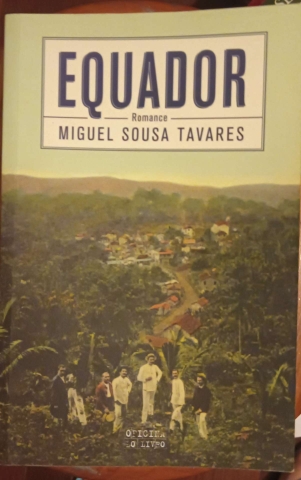 EQUADOR
Romance
MIGUEL SOUSA TAVARES
OFICINA
DO LIVRO